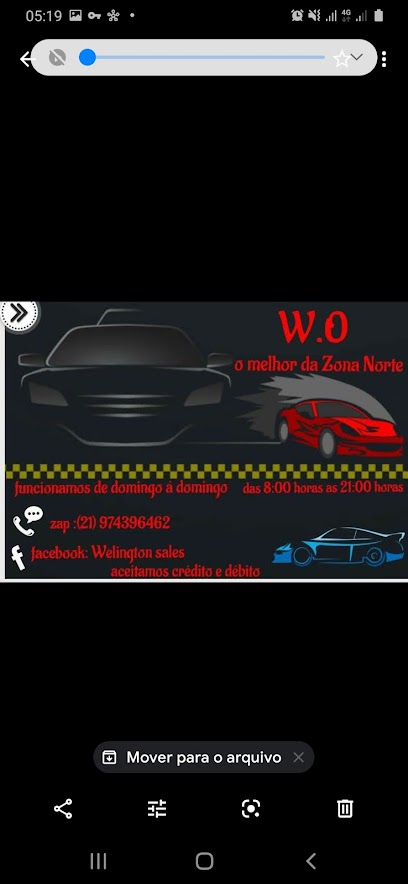 05:19
4G
W.O
o melhor da Zona Norte
funcionamos de domingo á domingo das 8:00 horas as 21:00 horas
zap :(21) 974396462
facebook: Welington sales
aceitamos crédito e débito
Mover para o arquivo